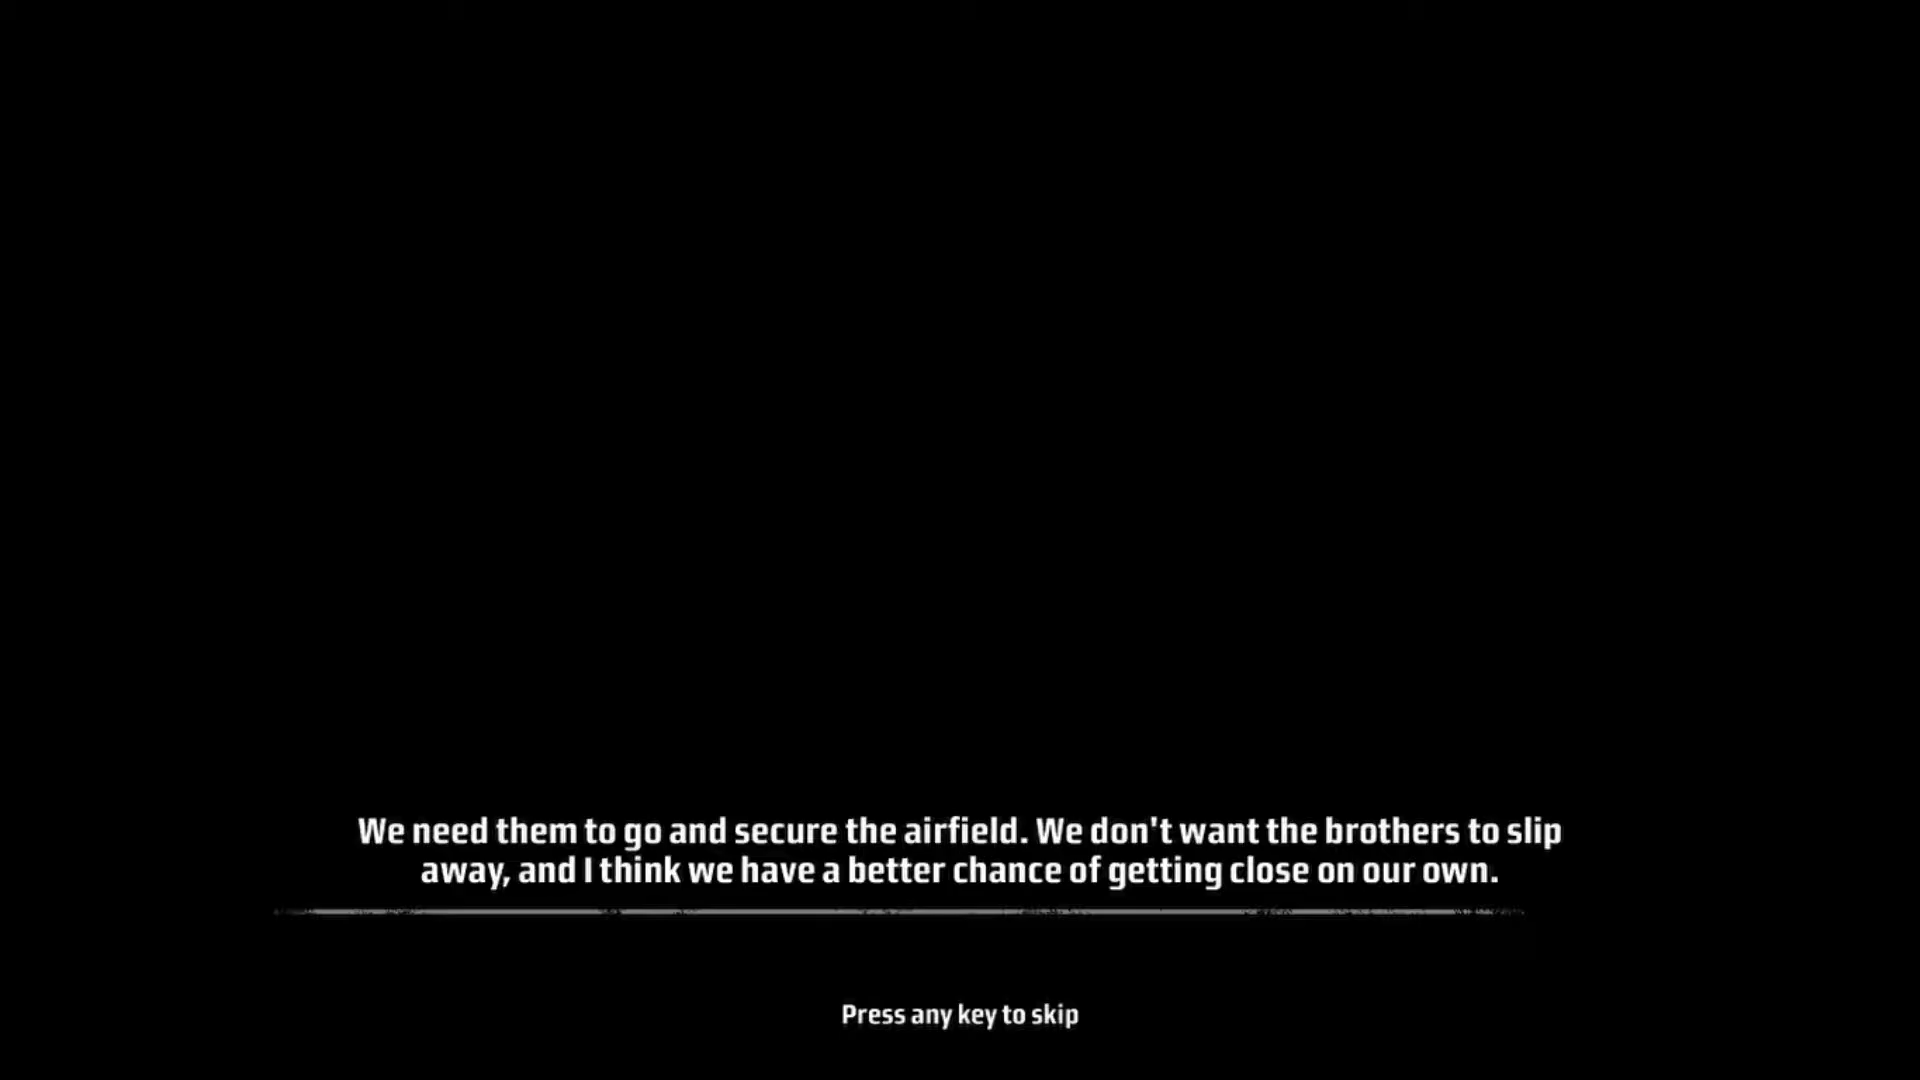 We need them to go and secure the airfield. We don't want the brothers to slip
away, and I think we have a better chance of getting close on our own.
Press any key to skip